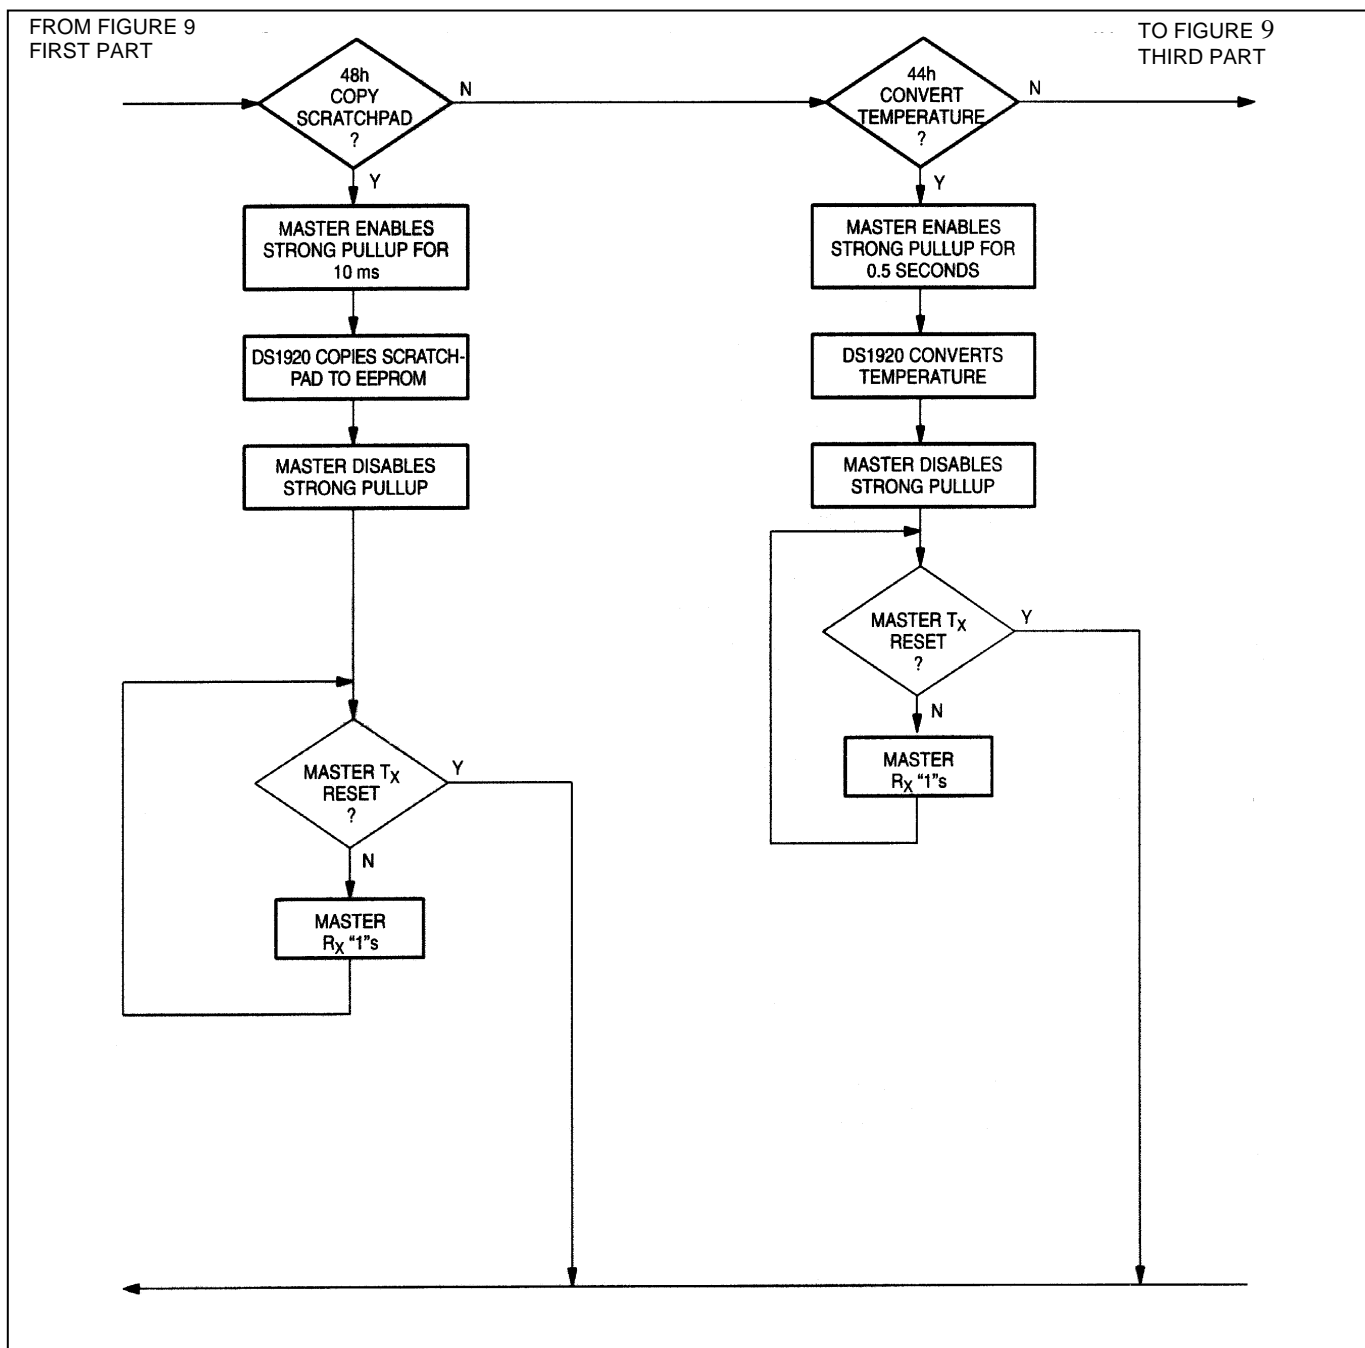 FROM FIGURE 9
FIRST PART
TO FIGURE 9
THIRD PART
48h
COPY
SCRATCHPAD
?
N
Y
MASTER ENABLES
STRONG PULLUP FOR
10 ms
DS1920 COPIES SCRATCH-
PAD TO EEPROM
MASTER DISABLES
STRONG PULLUP
MASTER TX
RESET
?
Y
N
MASTER
RX "1"s
44h
CONVERT
TEMPERATURE
?
N
Y
MASTER ENABLES
STRONG PULLUP FOR
0.5 SECONDS
DS1920 CONVERTS
TEMPERATURE
MASTER DISABLES
STRONG PULLUP
MASTER TX
RESET
?
Y
N
MASTER
RX "1"s